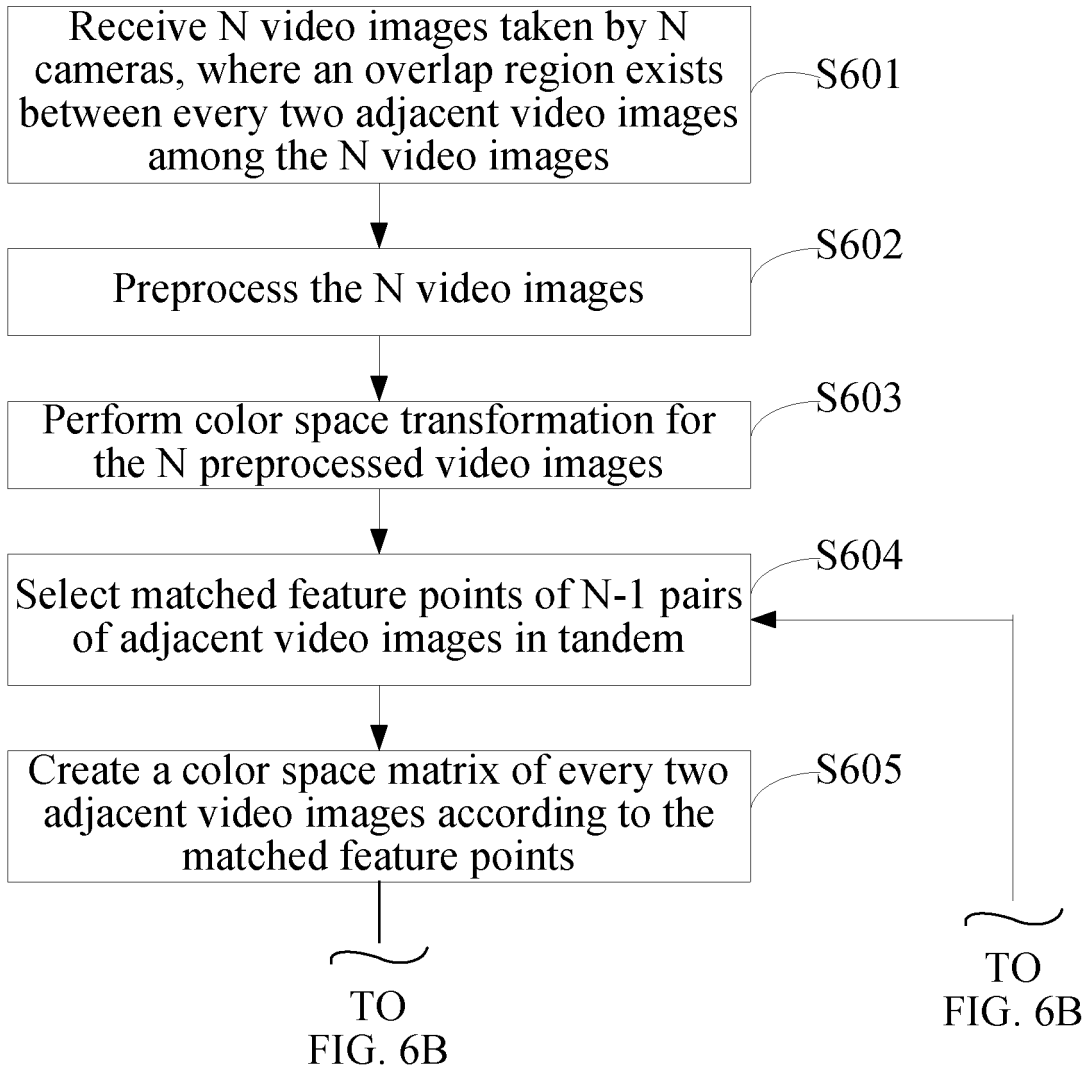 Receive N video images taken by N
cameras, where an overlap region exists
between every two adjacent video images
among the N video images
S601
Preprocess the N video images
S602
Perform color space transformation for
the N preprocessed video images
S603
Select matched feature points of N-1 pairs
of adjacent video images in tandem
S604
Create a color space matrix of every two
adjacent video images according to the
matched feature points
S605
TO
FIG. 6B
TO
FIG. 6B